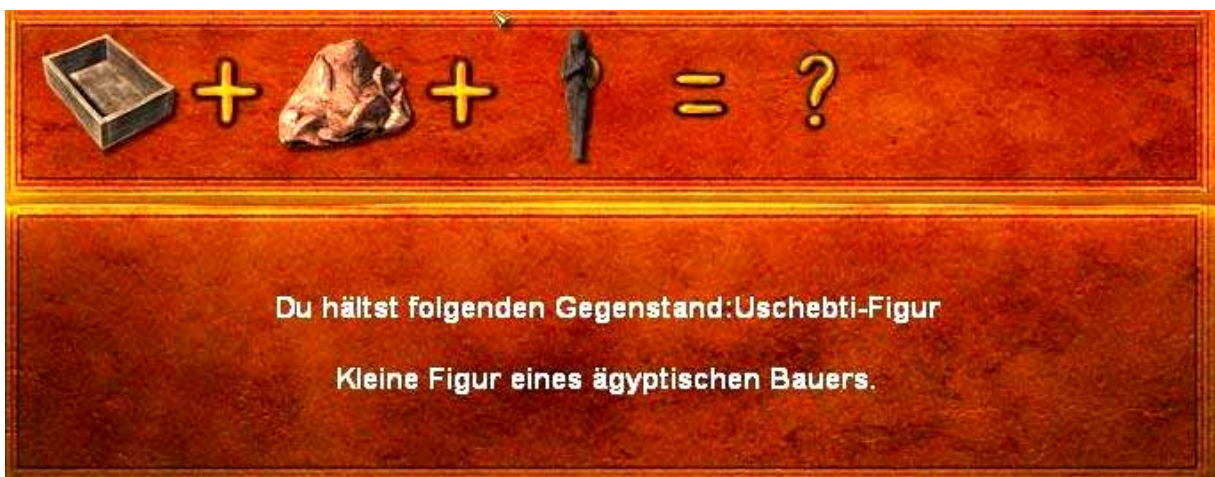 + + = ?
Du hältst folgenden Gegenstand:Uschebti-Figur
Kleine Figur eines ägyptischen Bauers.